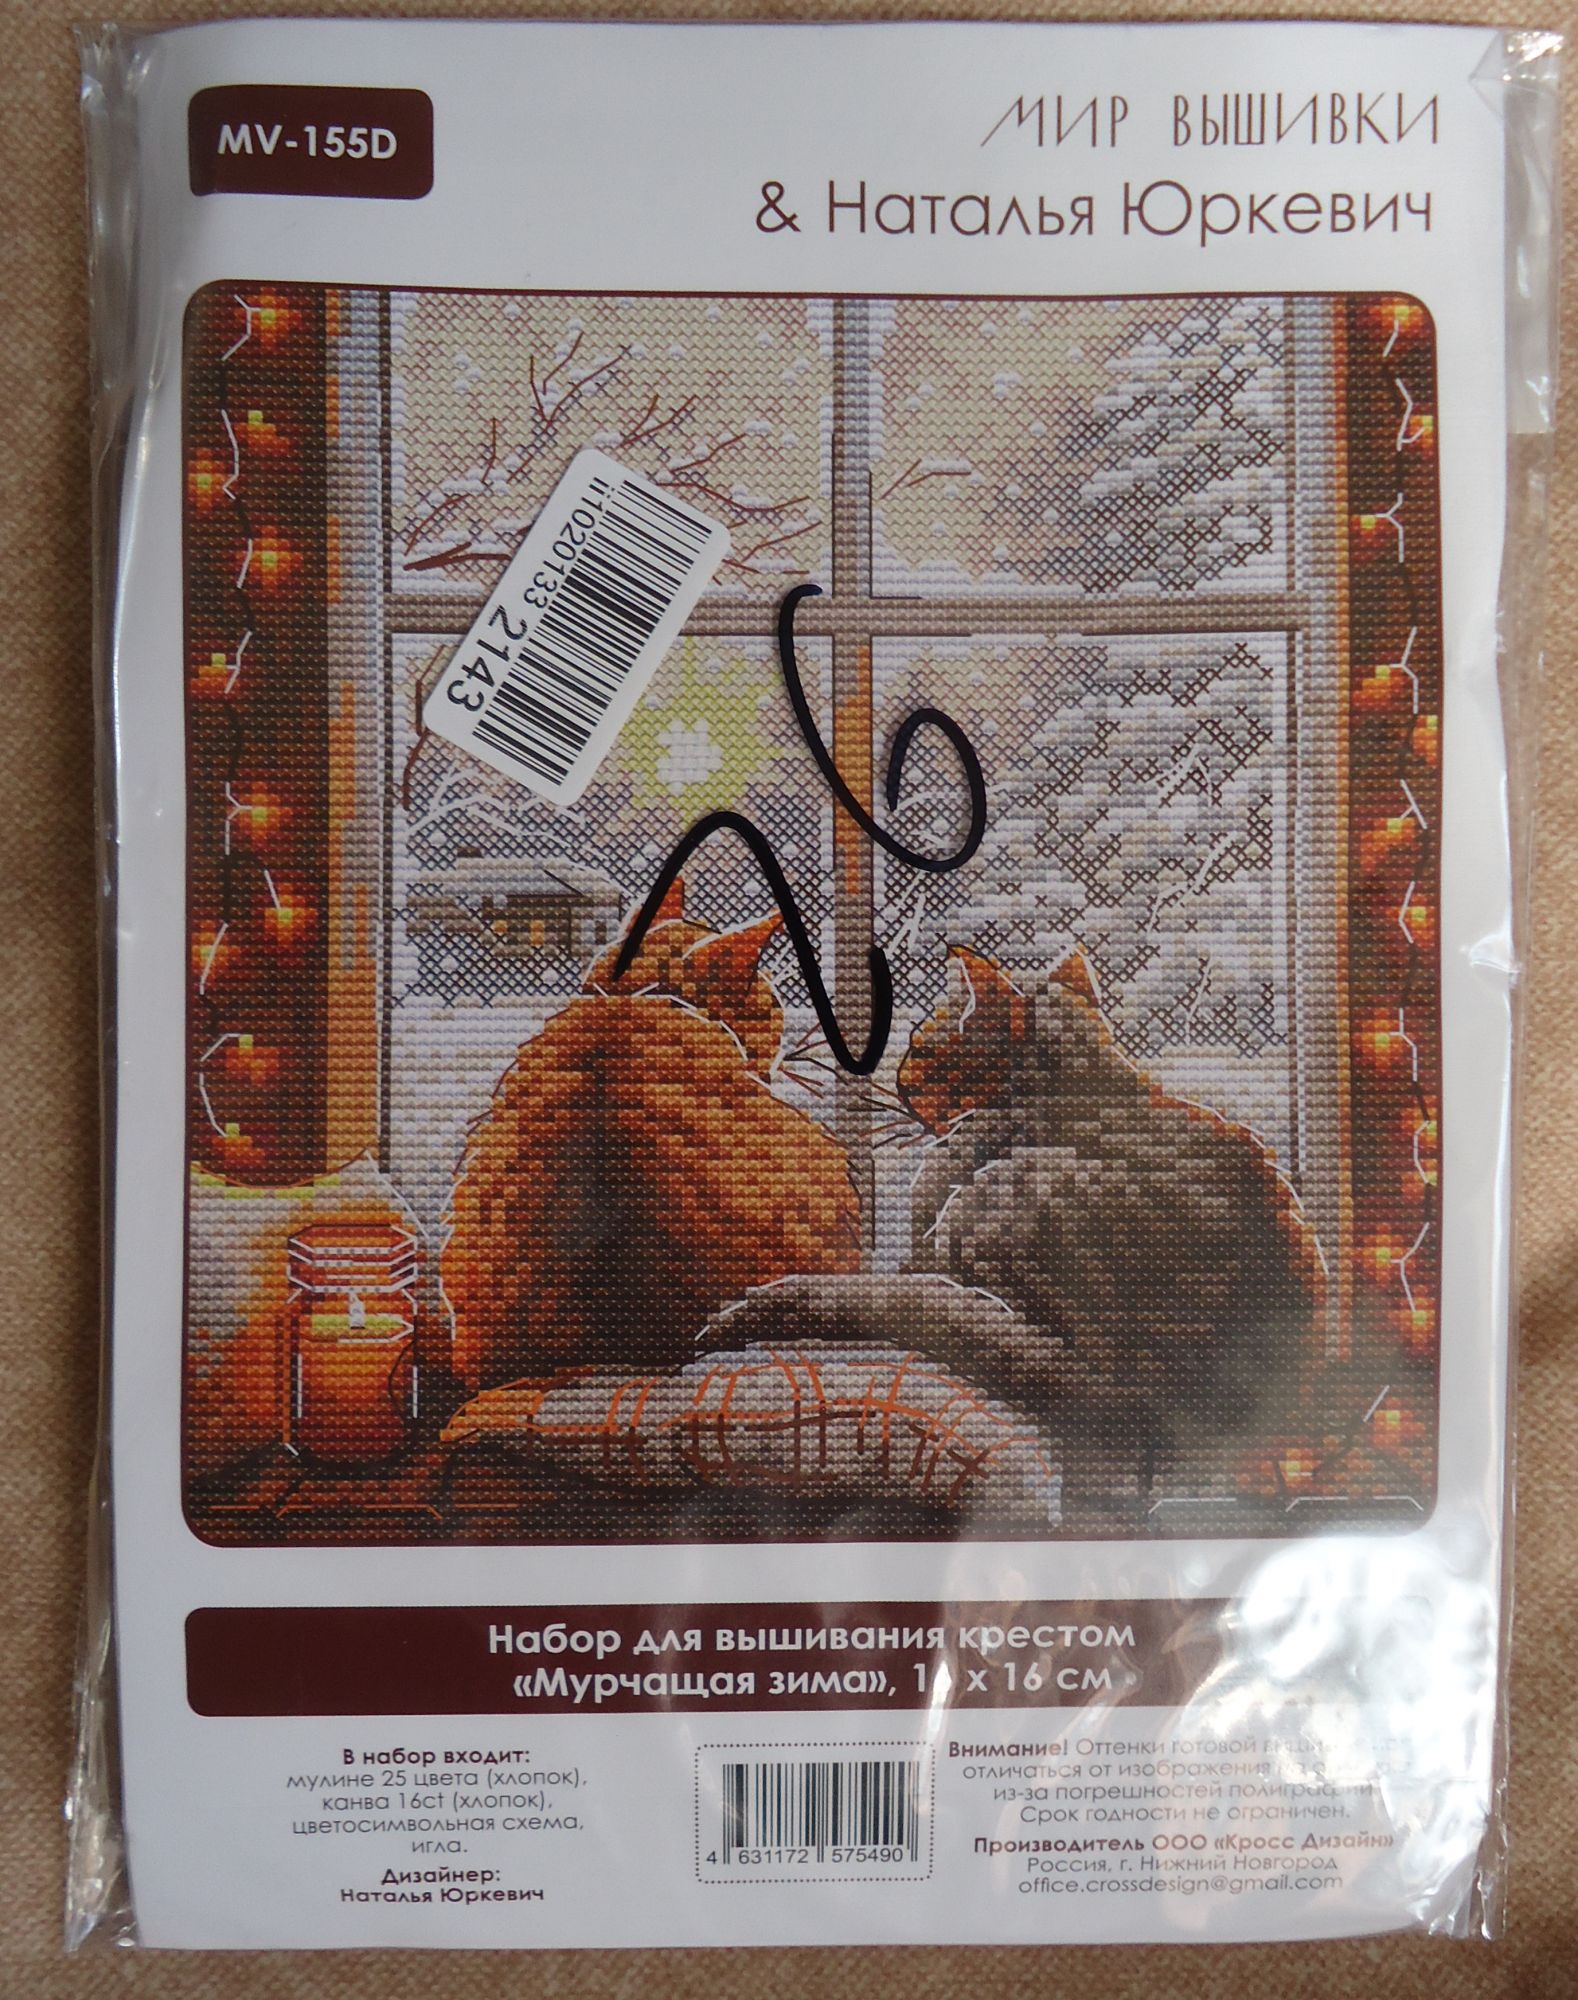 MV-155D
МИР ВЫШИВКИ
& Наталья Юркевич
ii1020133 2143
26
Набор для вышивания крестом
«Мурчащая зима», 16 x 16 см
В набор входит:
мулине 25 цвета (хлопок),
канва 16ct (хлопок),
цветосимвольная схема,
игла.
Дизайнер:
Наталья Юркевич
4 631172 575490
Внимание! Оттенки готовой
отличаться от изображения
из-за погрешностей полиграфии
Срок годности не ограничен.
Производитель ООО «Кросс Дизайн»
Россия, г. Нижний Новгород
office.crossdesign@gmail.com